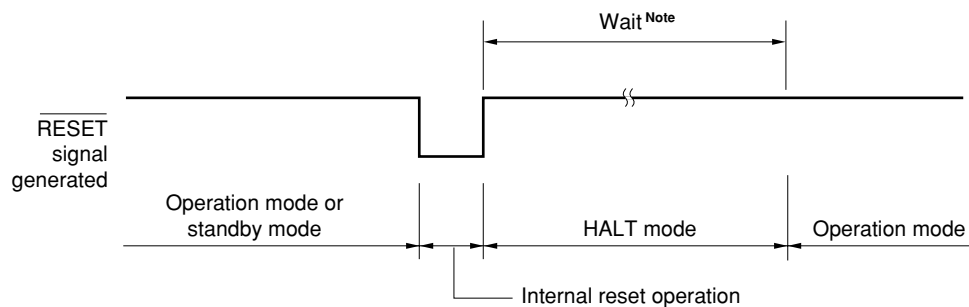 Wait Note
RESET
signal
generated
Operation mode or
standby mode
HALT mode
Operation mode
Internal reset operation